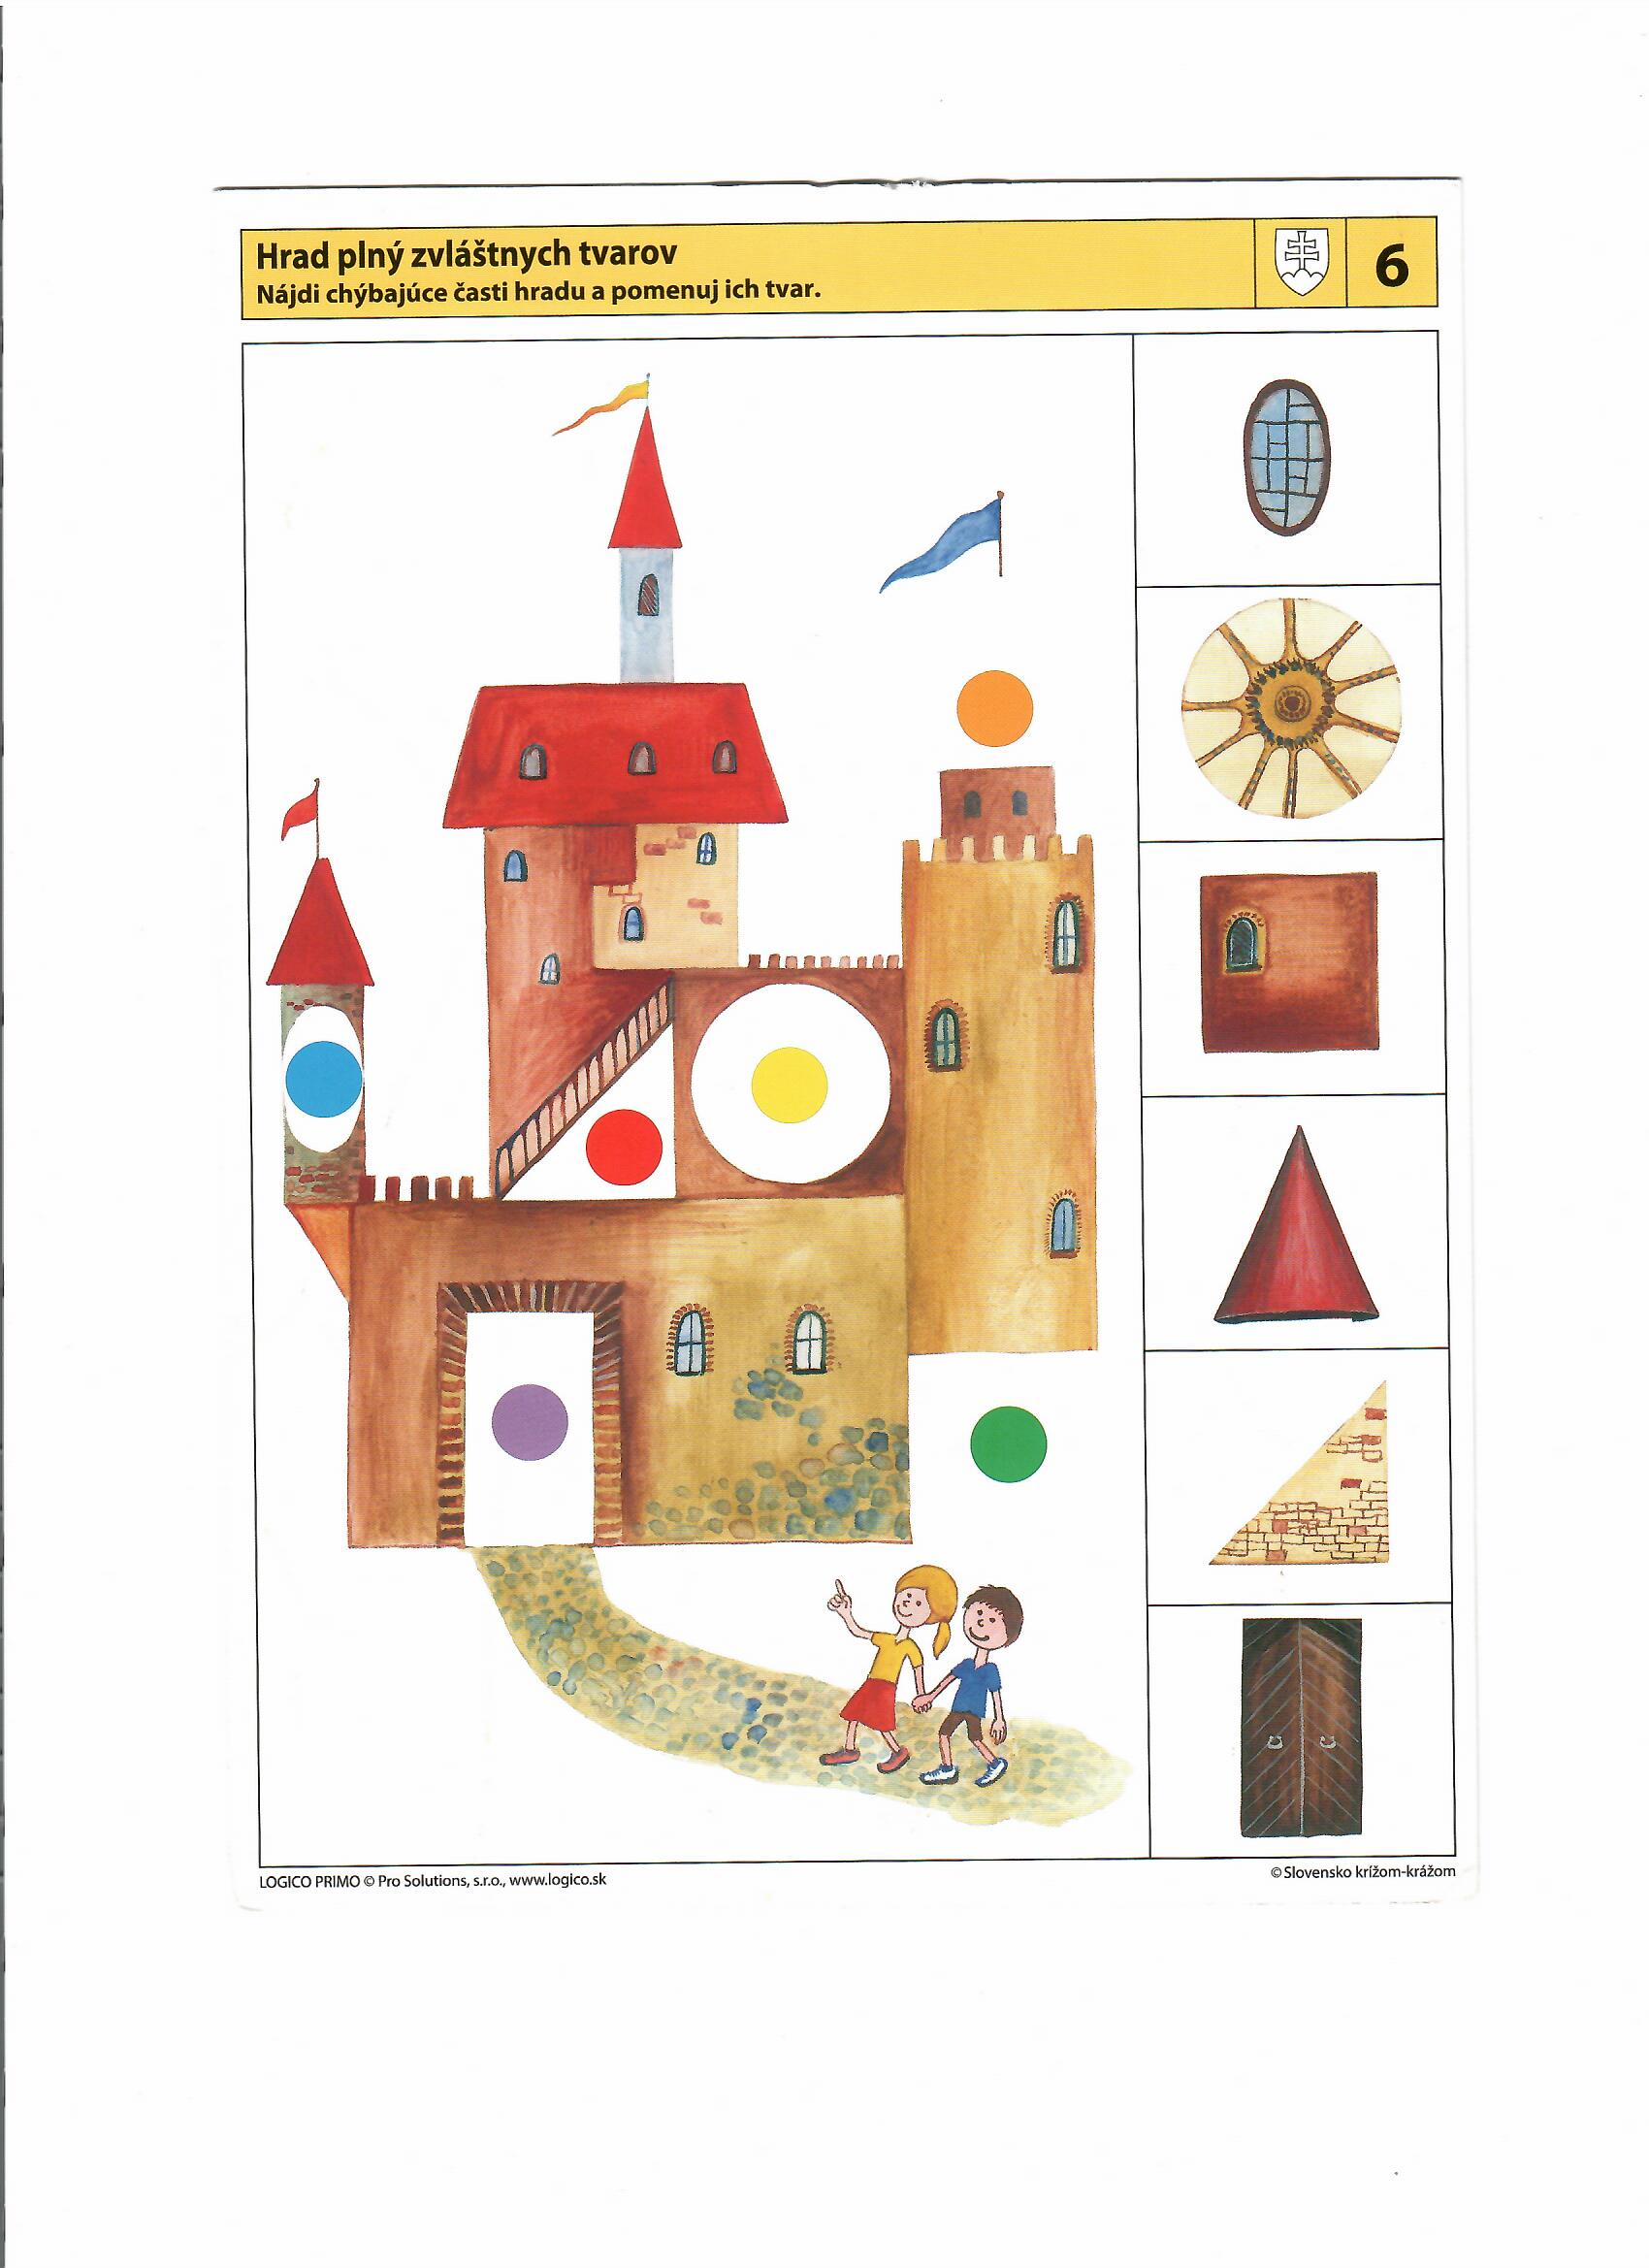 Hrad plný zvláštnych tvarov
Nájdi chýbajúce časti hradu a pomenuj ich tvar.
6
LOGICO PRIMO © Pro Solutions, s.r.o., www.logico.sk
© Slovensko krížom-krážom